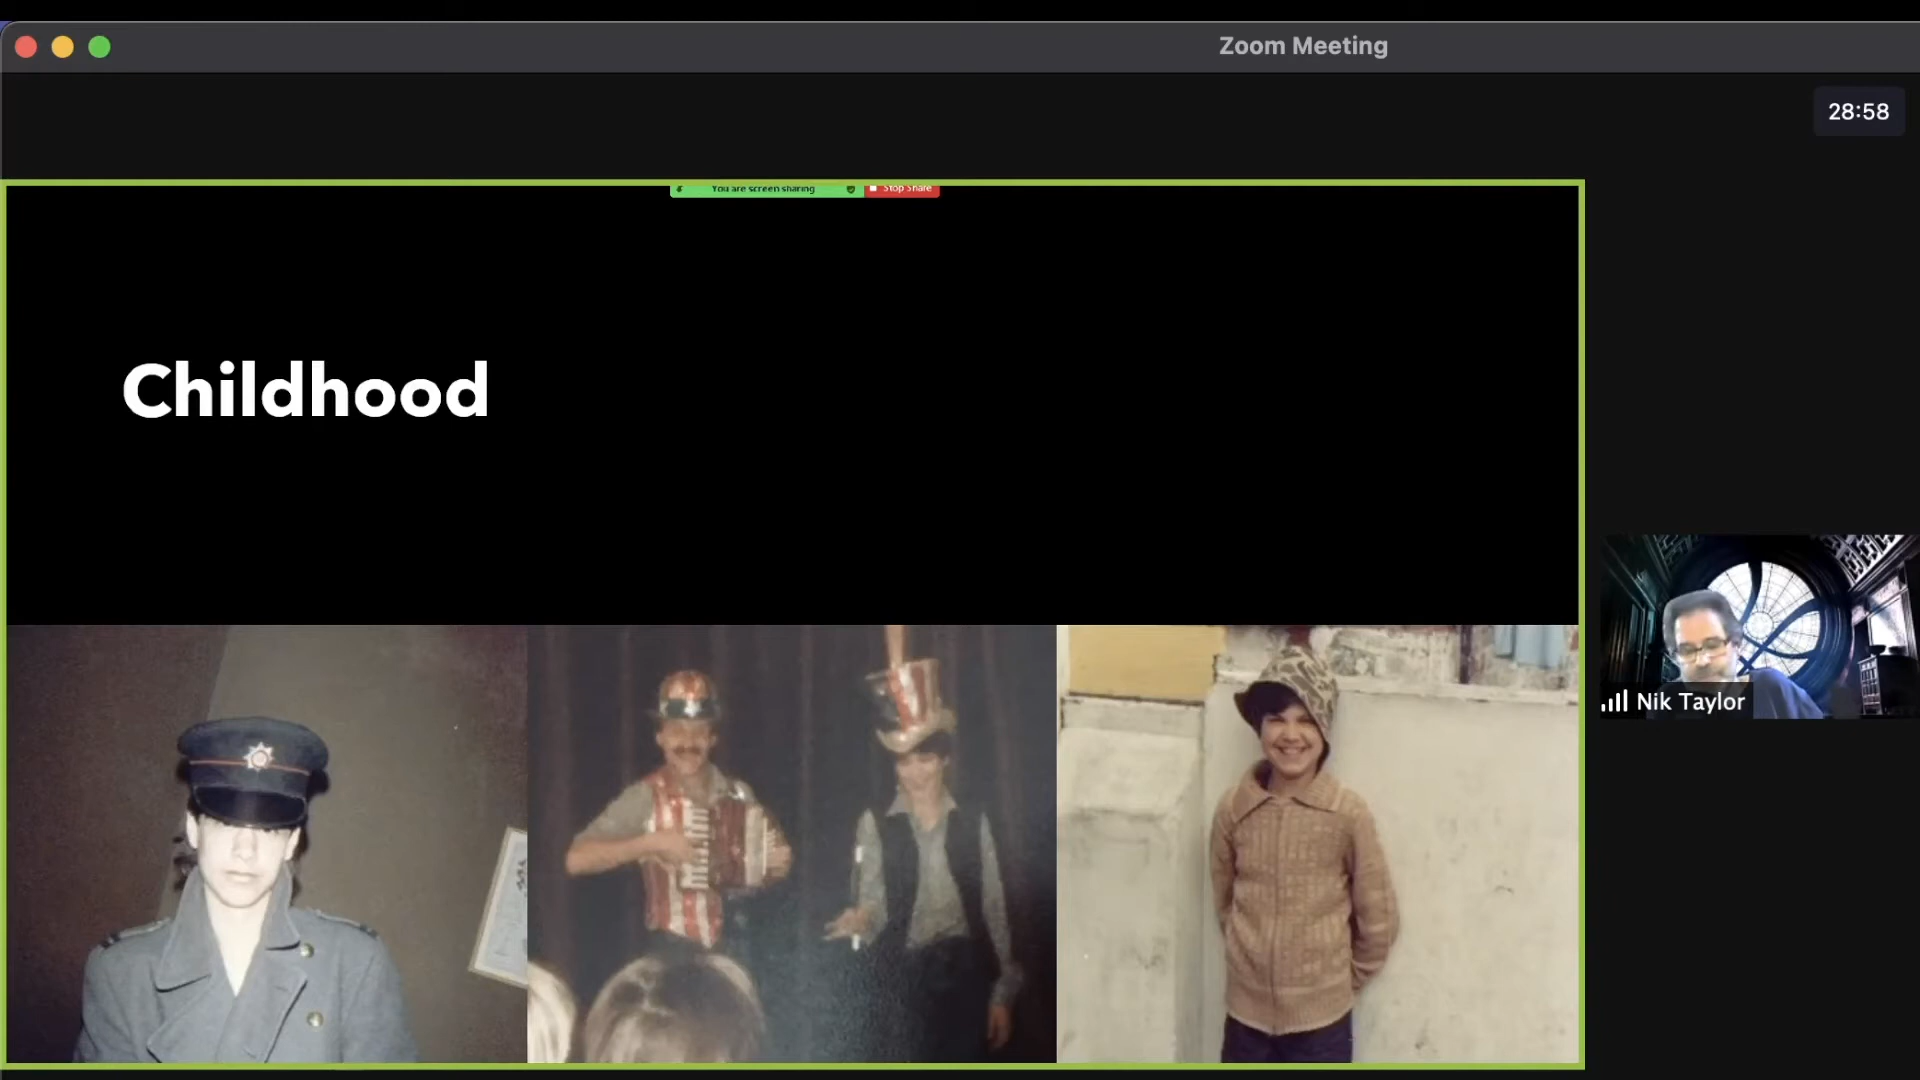 Zoom Meeting
28:58
You are screen sharing
Stop Share
Childhood
Nik Taylor